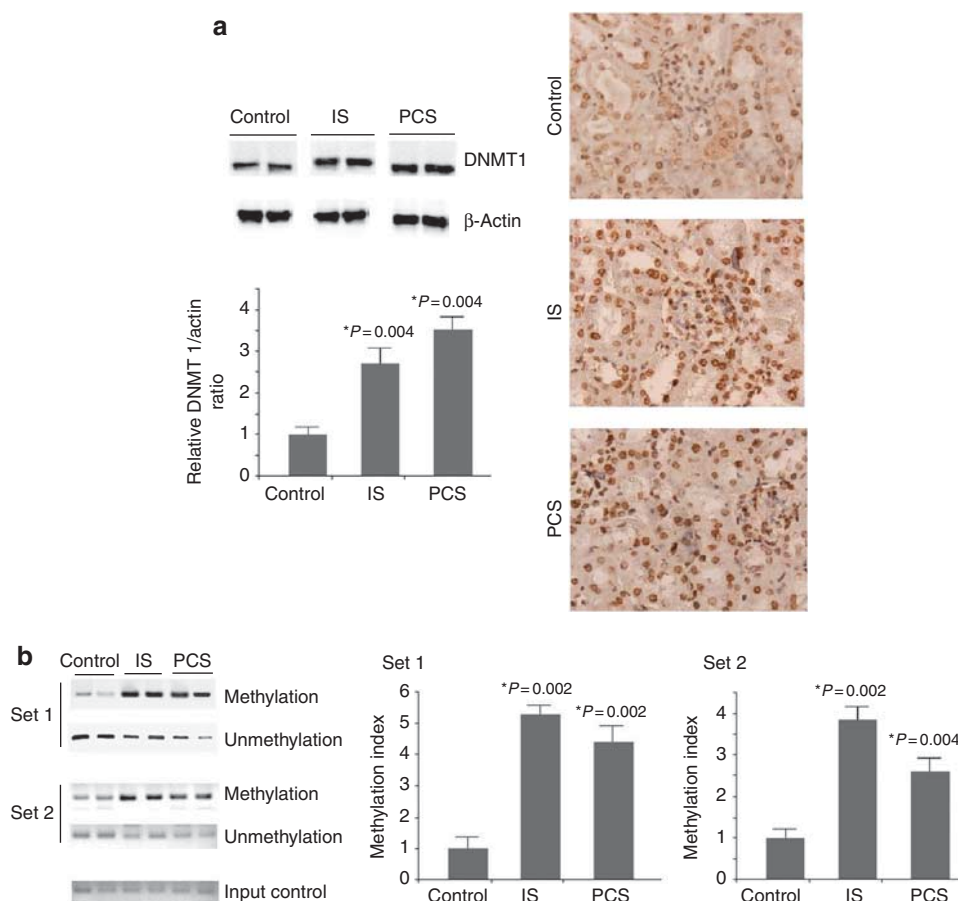 a
Control IS PCS
DNMT1
β-Actin
Relative DNMT 1/actin
ratio
4
3
2
1
0
*P=0.004
*P=0.004
Control IS PCS
Control
IS
PCS
b
Control IS PCS
Set 1
Methylation
Unmethylation
Set 2
Methylation
Unmethylation
Input control
Set 1
Methylation index
6
5
4
3
2
1
0
*P=0.002
*P=0.002
Control IS PCS
Set 2
Methylation index
4
3
2
1
0
*P=0.002
*P=0.004
Control IS PCS